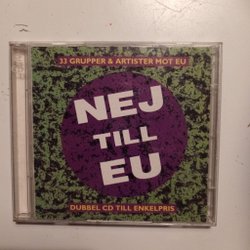 33 GRUPPER & ARTISTER MOT EU
NEJ
TILL
EU
DUBBEL CD TILL ENKELPRIS